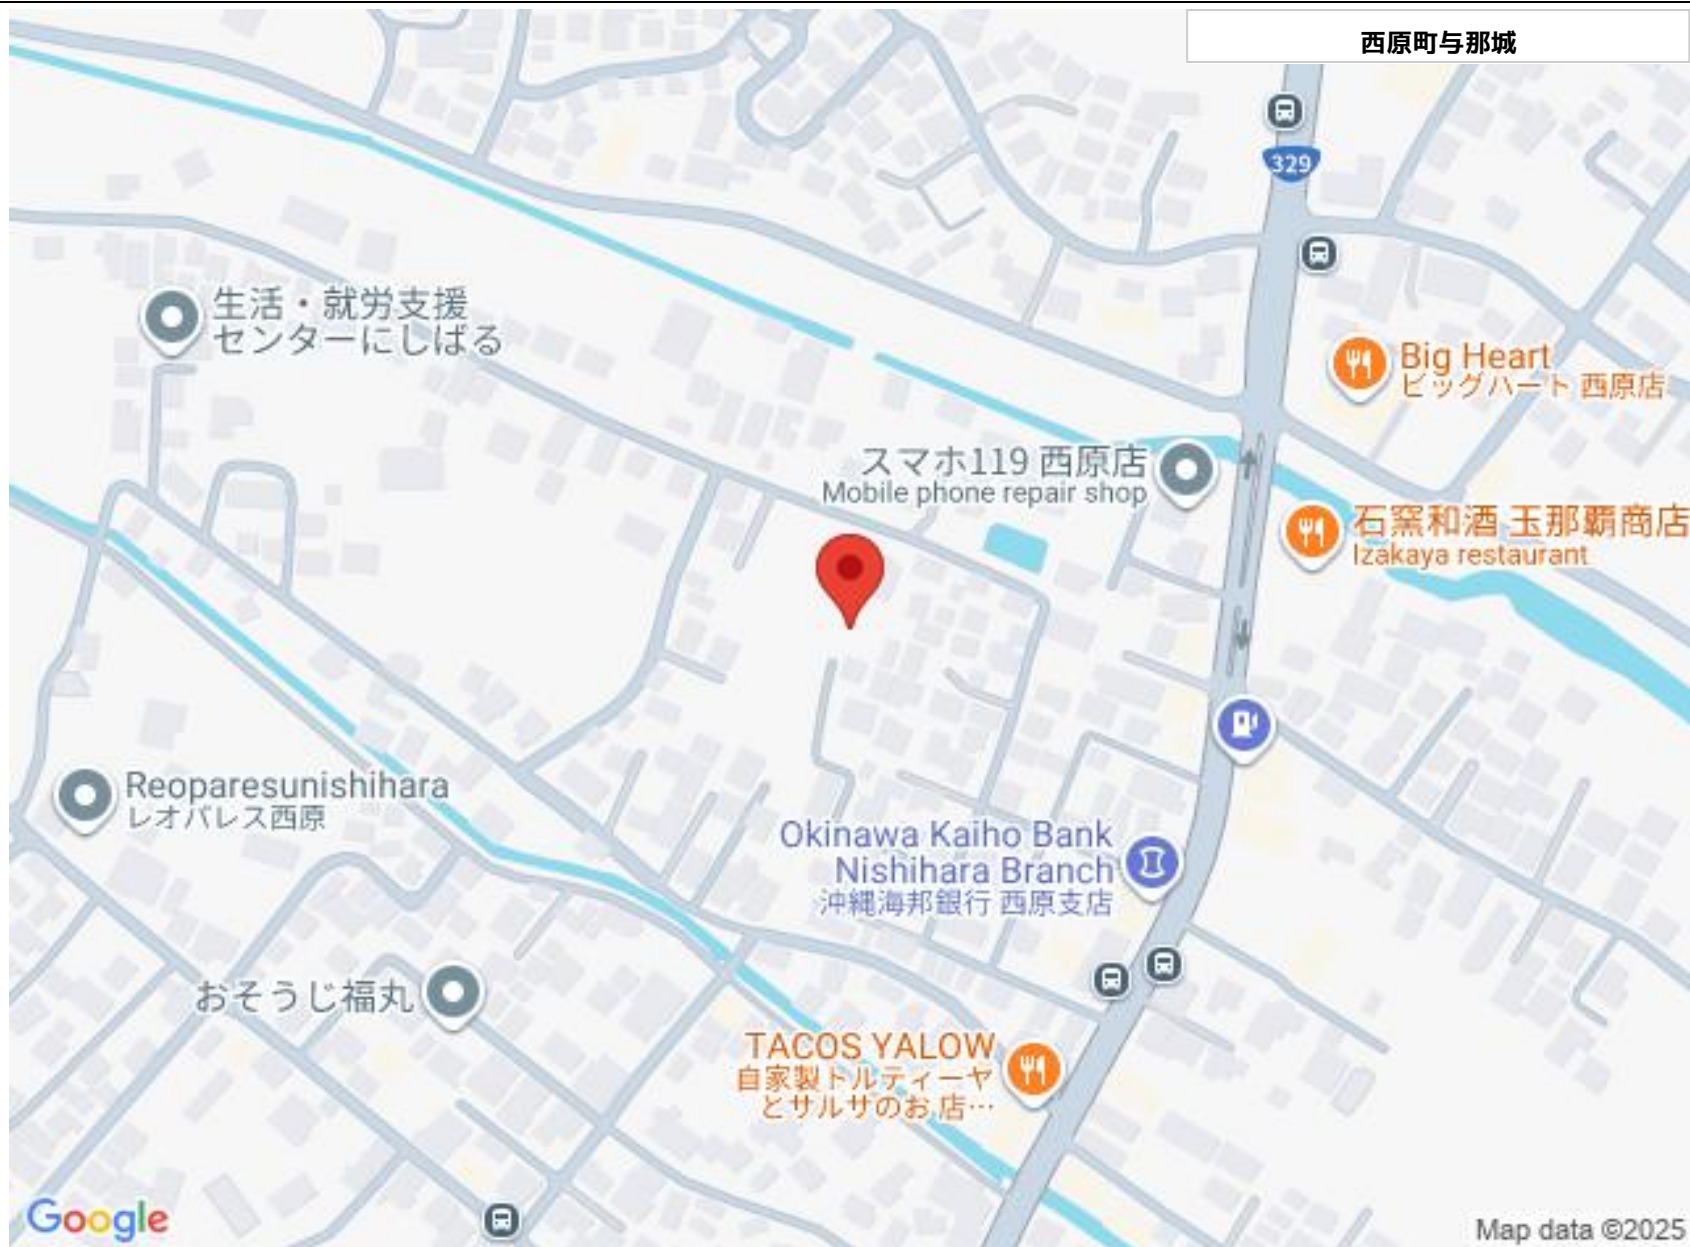 西原町与那城
329
生活・就労支援
センターにしばる
Big Heart
ビッグハート 西原店
スマホ119 西原店
Mobile phone repair shop
石窯和酒 玉那覇商店
Izakaya restaurant
Reoparesunishihara
レオパレス西原
Okinawa Kaiho Bank
Nishihara Branch
沖縄海邦銀行 西原支店
おそうじ福丸
TACOS YALOW
自家製トルティーヤ
とサルサのお 店…
Google
Map data ©2025